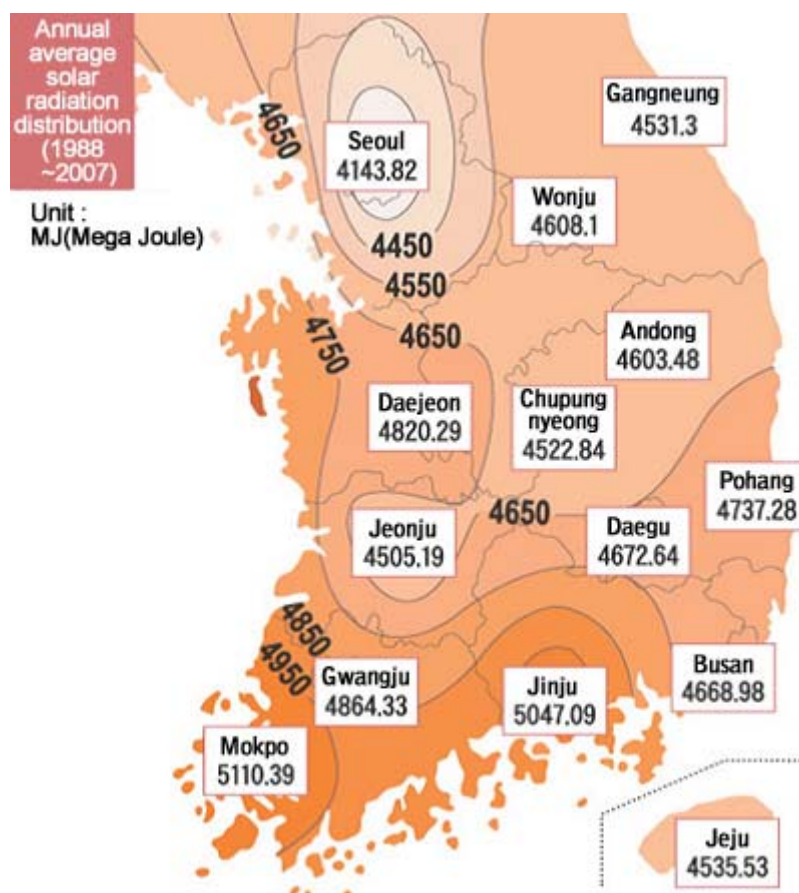 Annual
average
solar
radiation
distribution
(1988
~2007)
Unit :
MJ(Mega Joule)
4650
Seoul
4143.82
Gangneung
4531.3
Wonju
4608.1
4450
4550
4650
4750
Andong
4603.48
Daejeon
4820.29
Chupung
nyeong
4522.84
Pohang
4737.28
4650
Jeonju
4505.19
Daegu
4672.64
4850
4950
Gwangju
4864.33
Jinju
5047.09
Busan
4668.98
Mokpo
5110.39
Jeju
4535.53